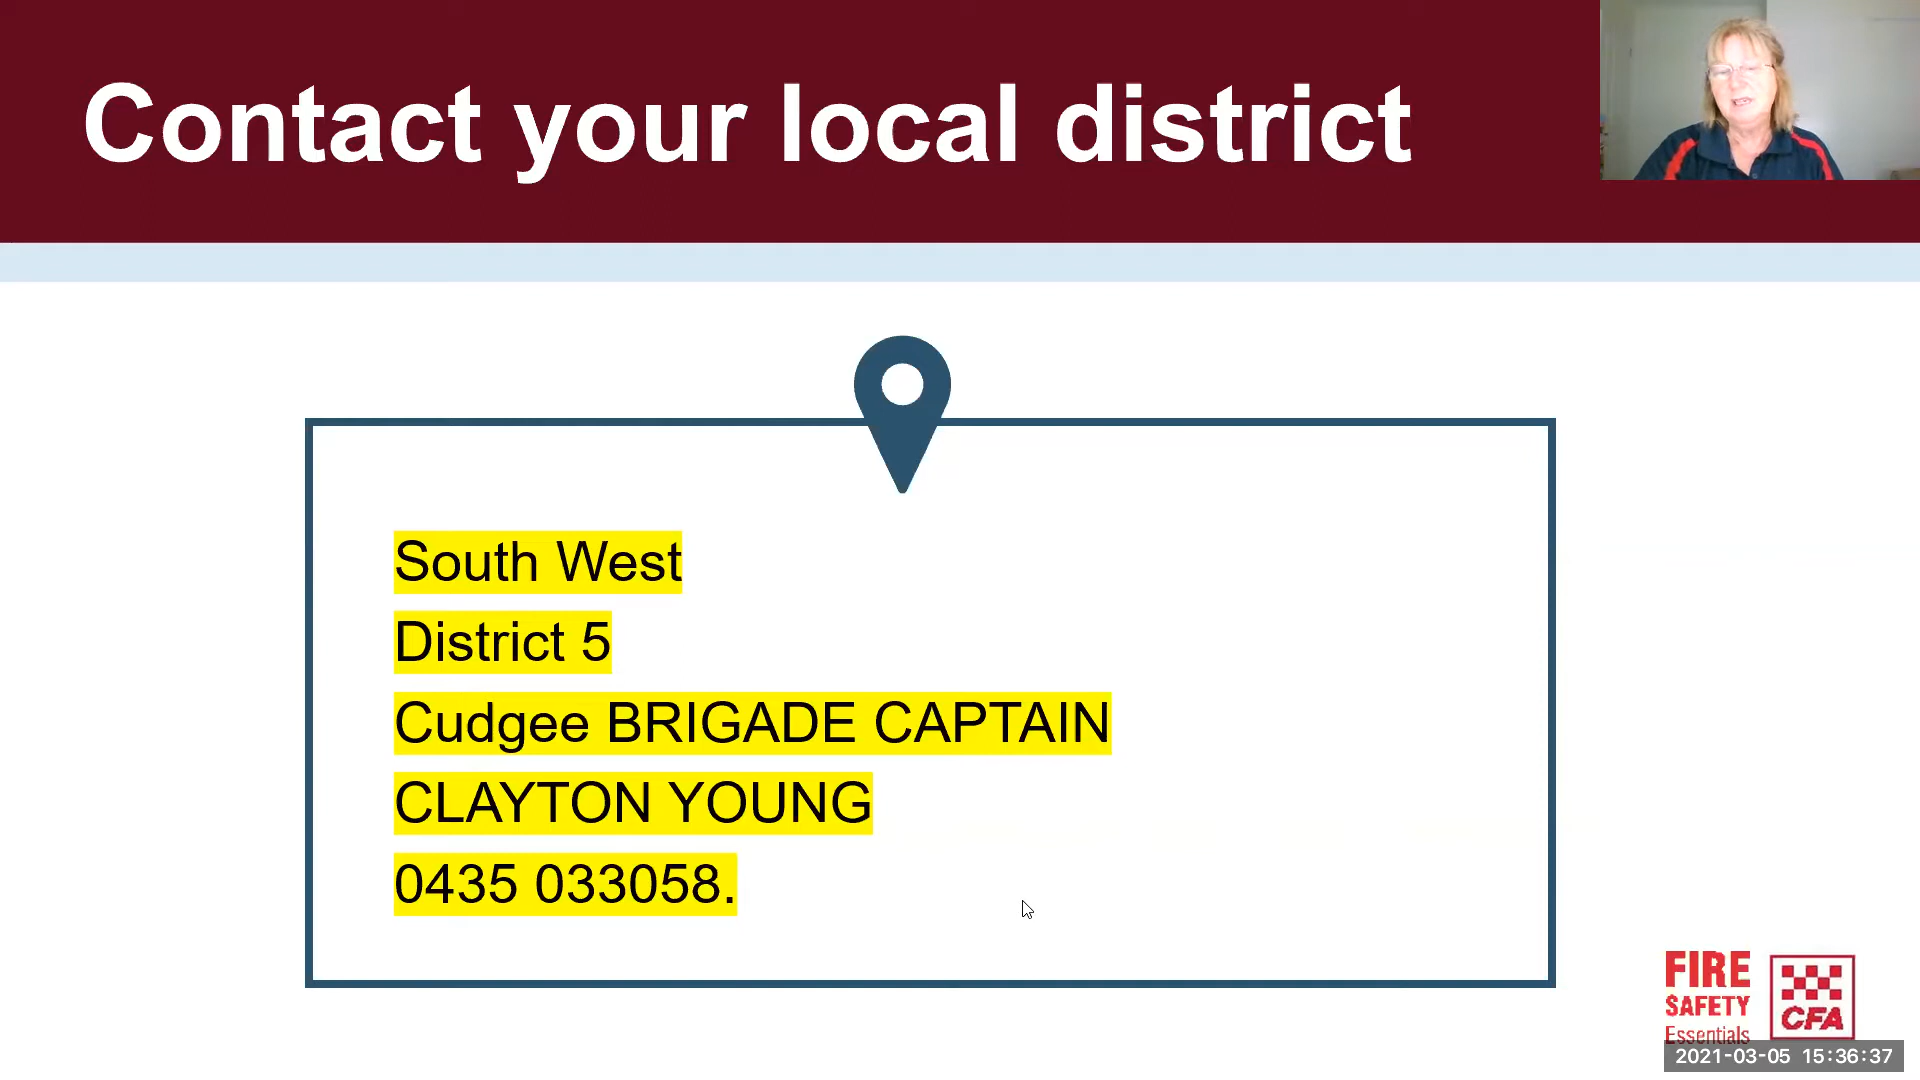 Contact your local district
South West
District 5
Cudgee BRIGADE CAPTAIN
CLAYTON YOUNG
0435 033058.
FIRE
SAFETY
Essentials
CFA
2021-03-05 15:36:37